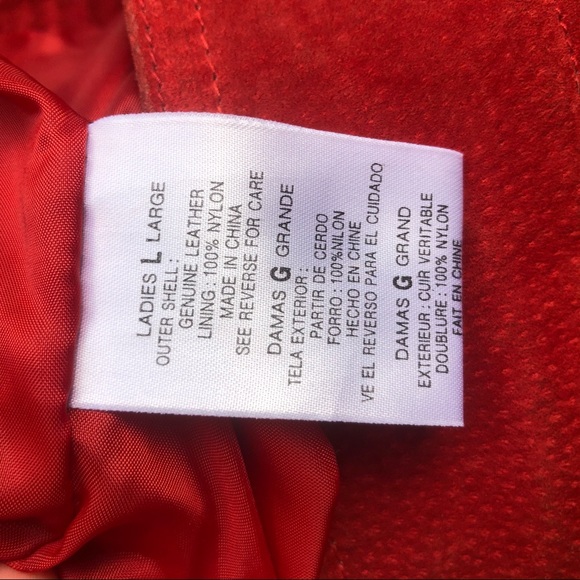 LADIES L LARGE
OUTER SHELL:
GENUINE LEATHER
LINING: 100% NYLON
MADE IN CHINA
SEE REVERSE FOR CARE
DAMAS G GRANDE
TELA EXTERIOR:
PARTIR DE CERDO
FORRO: 100%NILON
HECHO EN CHINE
VE EL REVERSO PARA EL CUIDADO
DAMAS G GRAND
EXTERIEUR: CUIR VERITABLE
DOUBLURE: 100% NYLON
FAIT EN CHINE